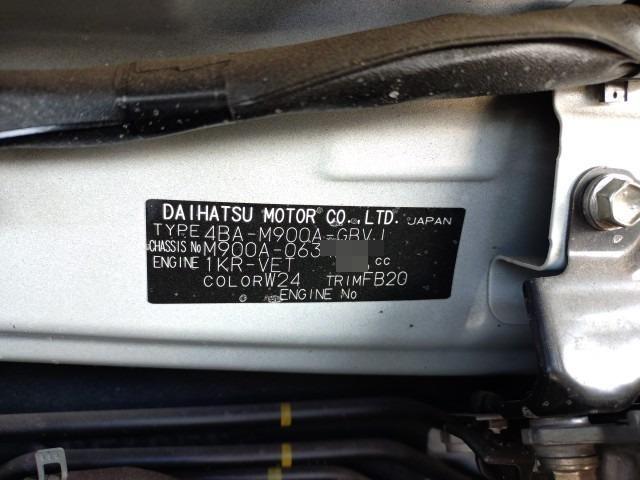 DAIHATSU MOTOR CO.,LTD. JAPAN
TYPE 4BA-M900A-GBVJ
CHASSIS NO M900A-063
ENGINE 1KR-VET cc
COLOR W24 TRIM FB20
ENGINE No